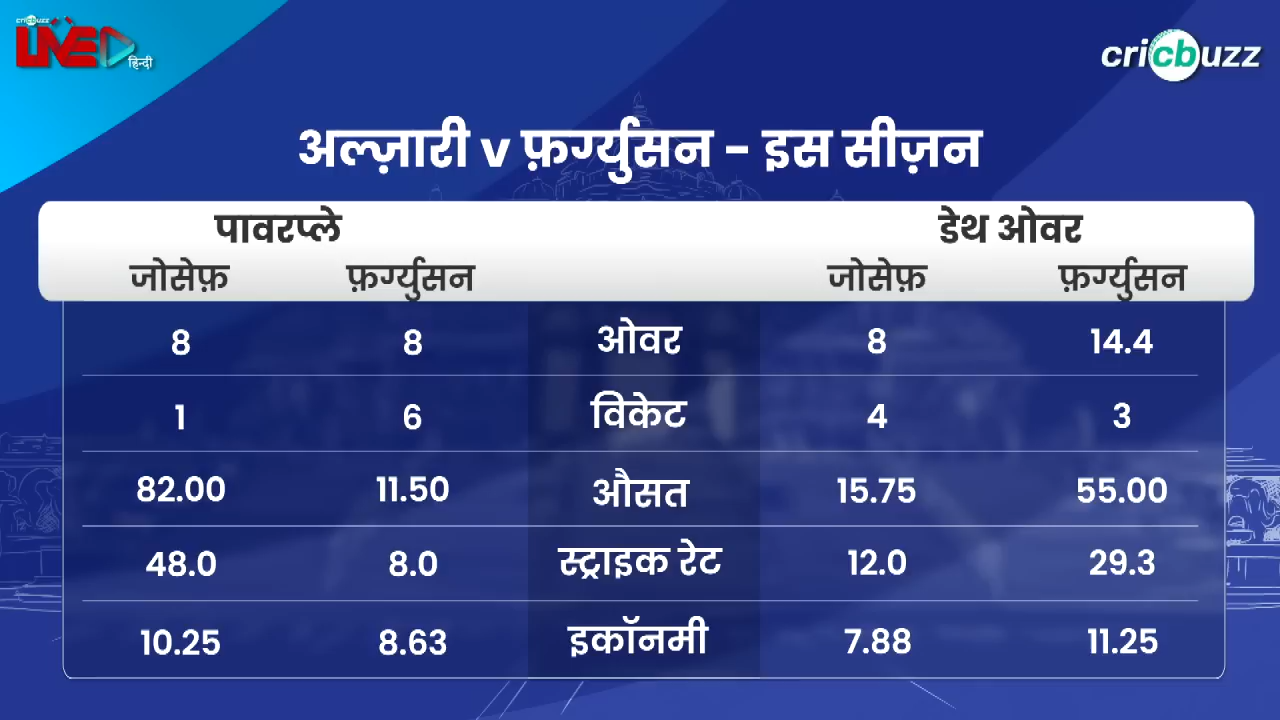 cricbuzz
LIVE हिन्दी
cricbuzz
अल्ज़ारी v फ़र्ग्युसन - इस सीज़न
पावरप्ले डेथ ओवर
जोसेफ़ फ़र्ग्युसन जोसेफ़ फ़र्ग्युसन
8 8 ओवर 8 14.4
1 6 विकेट 4 3
82.00 11.50 औसत 15.75 55.00
48.0 8.0 स्ट्राइक रेट 12.0 29.3
10.25 8.63 इकॉनमी 7.88 11.25